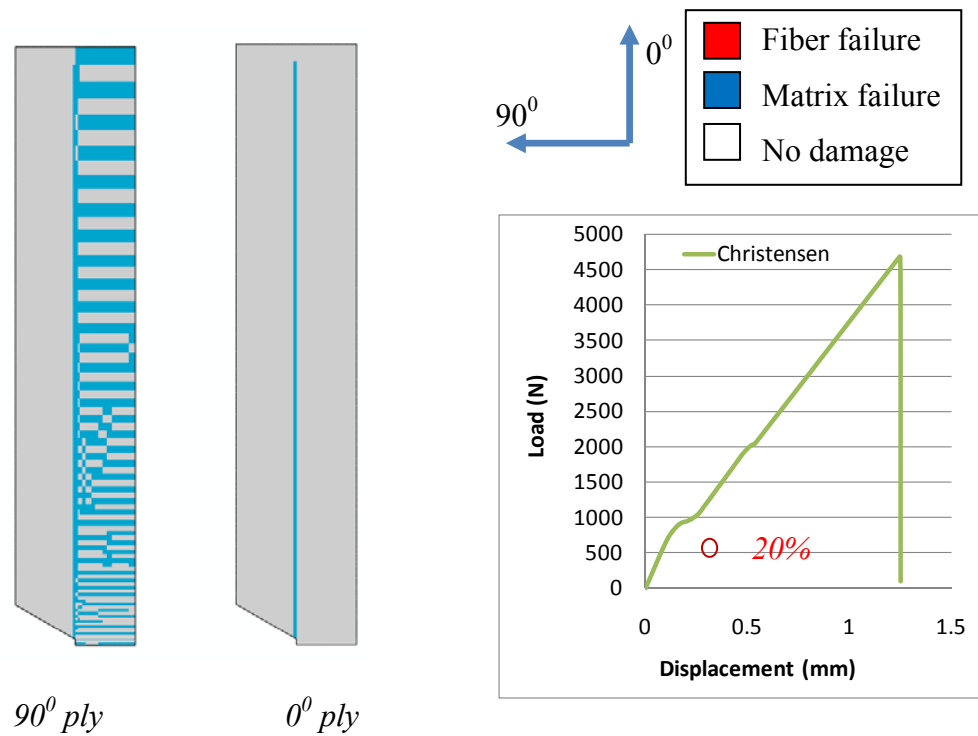 0⁰
90⁰
Fiber failure
Matrix failure
No damage
5000
4500
4000
3500
3000
2500
2000
1500
1000
500
0
Load (N)
Christensen
20%
0 0.5 1 1.5
Displacement (mm)
90⁰ ply 0⁰ ply